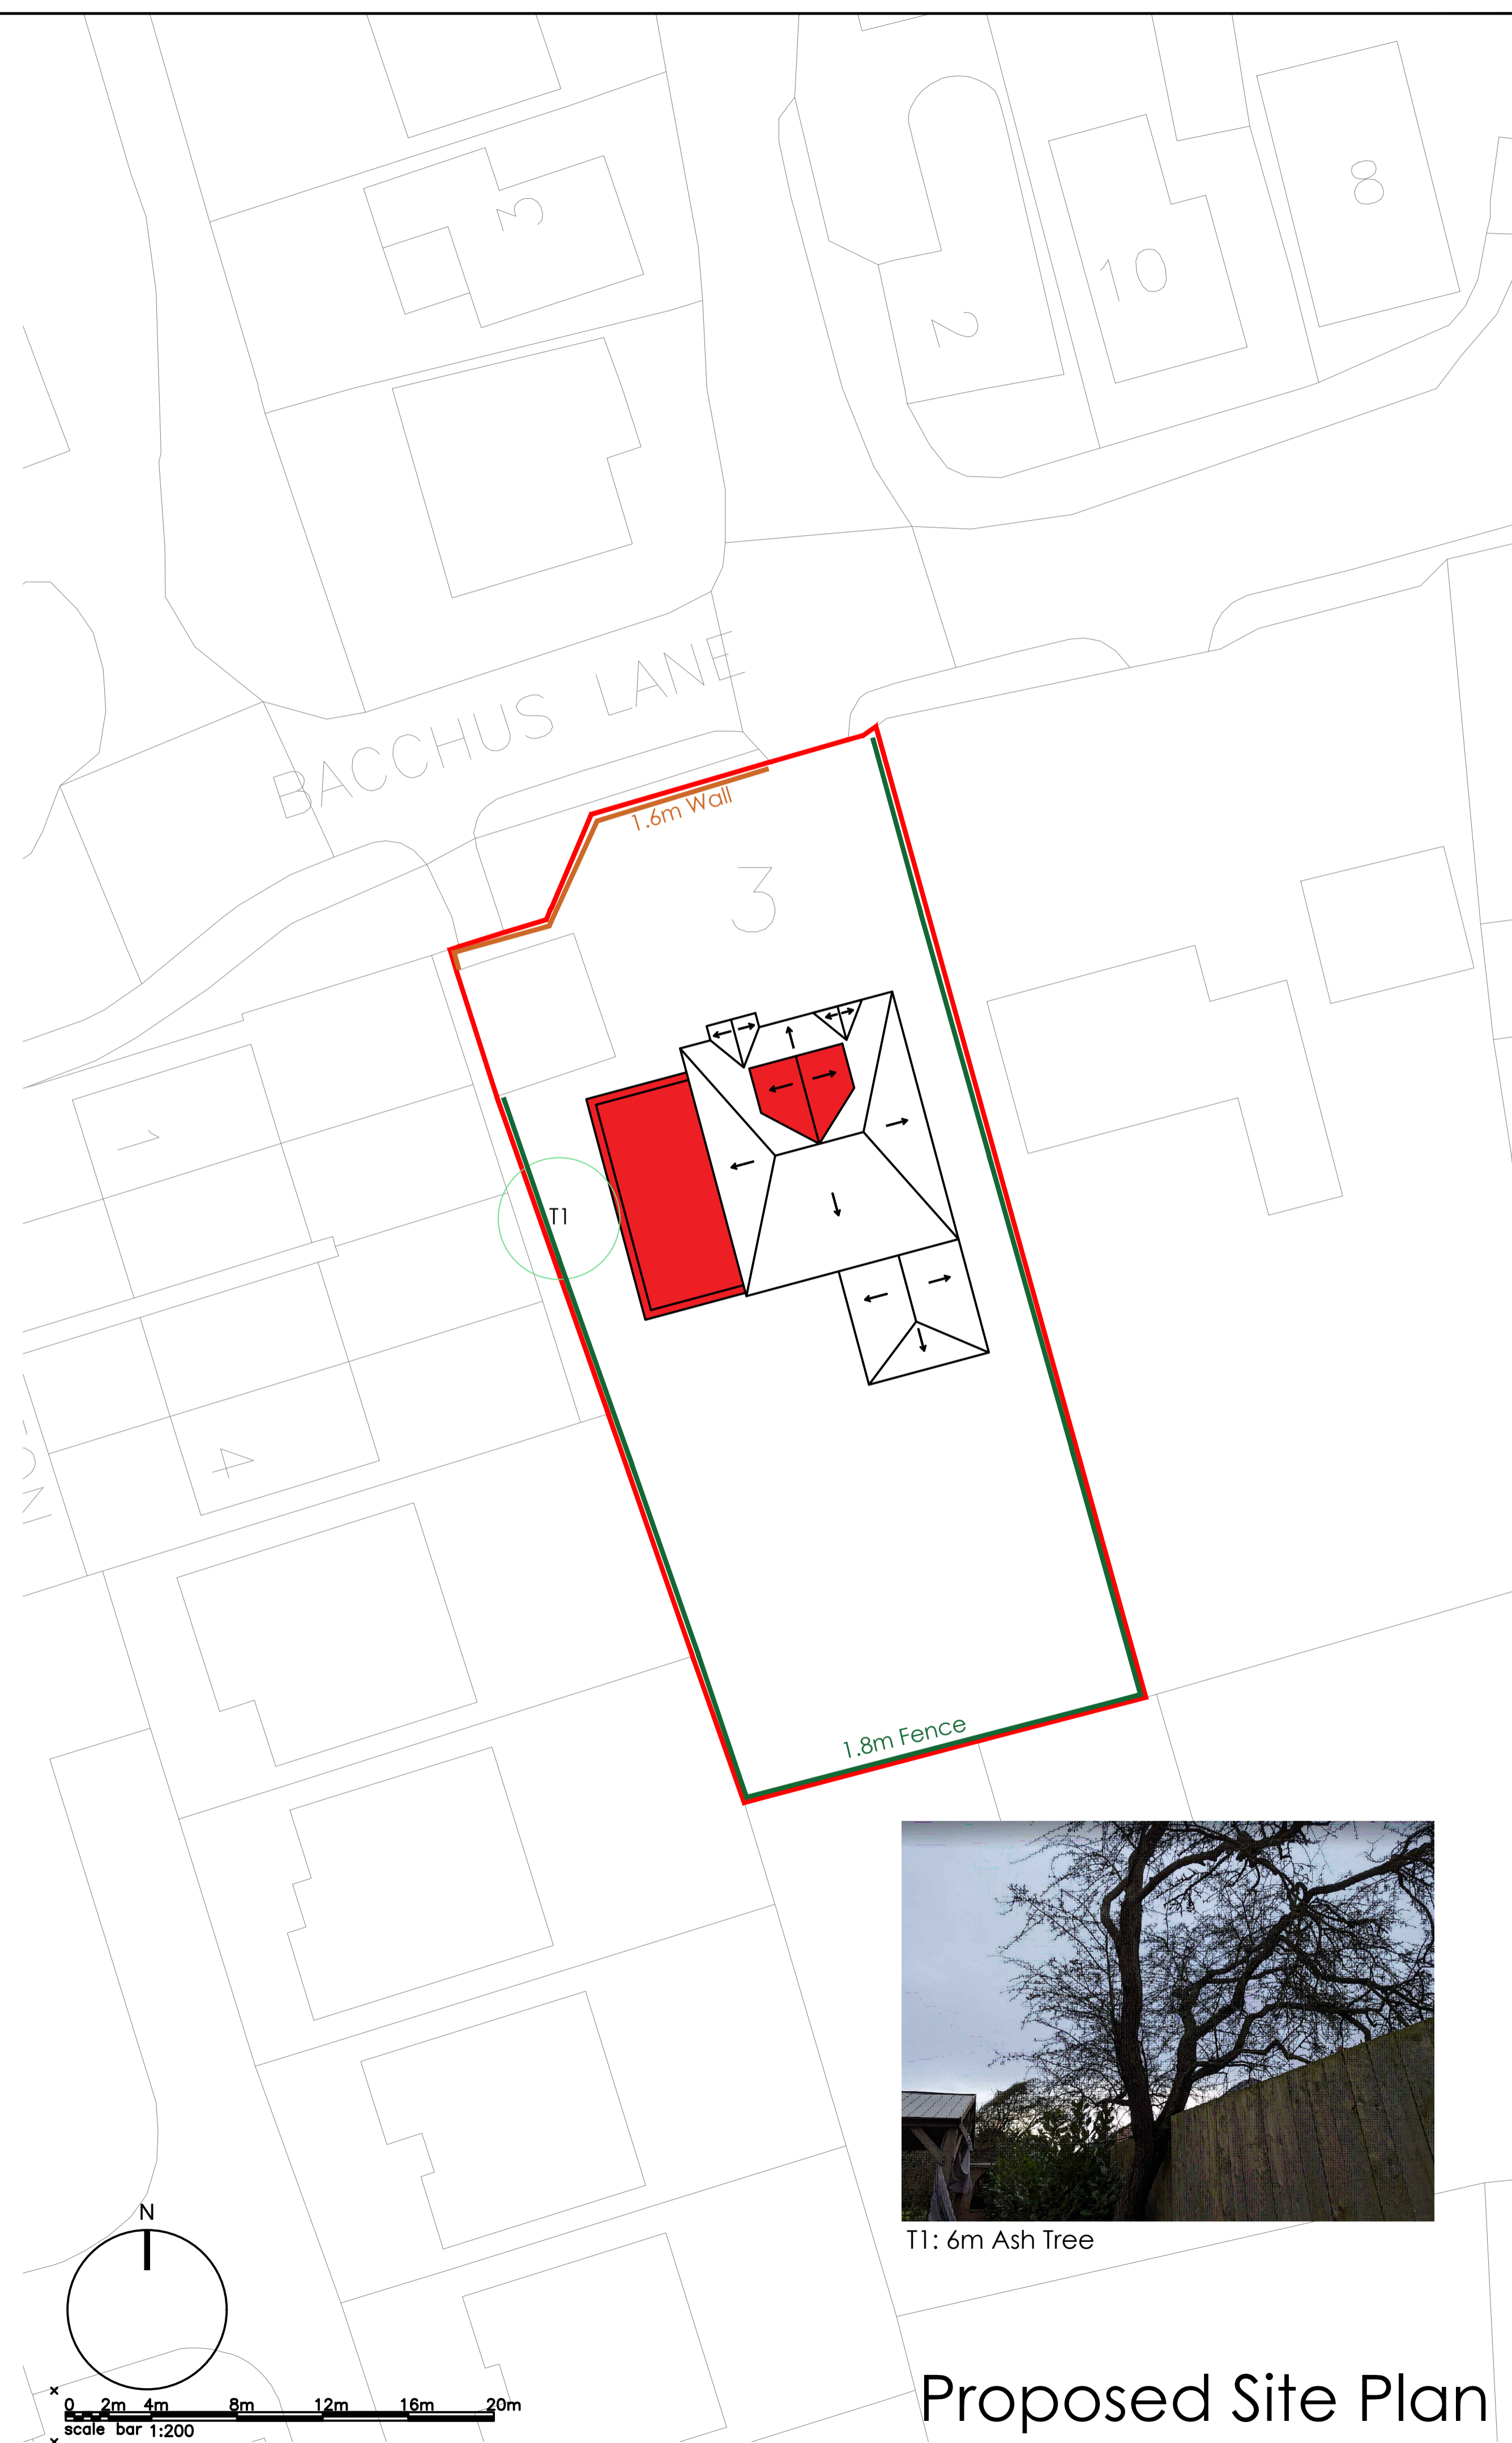 3
8
10
2
BACCHUS LANE
1.6m Wall
3
1
T1
4
1.8m Fence
N
T1: 6m Ash Tree
0 2m 4m 8m 12m 16m 20m
scale bar 1:200
Proposed Site Plan